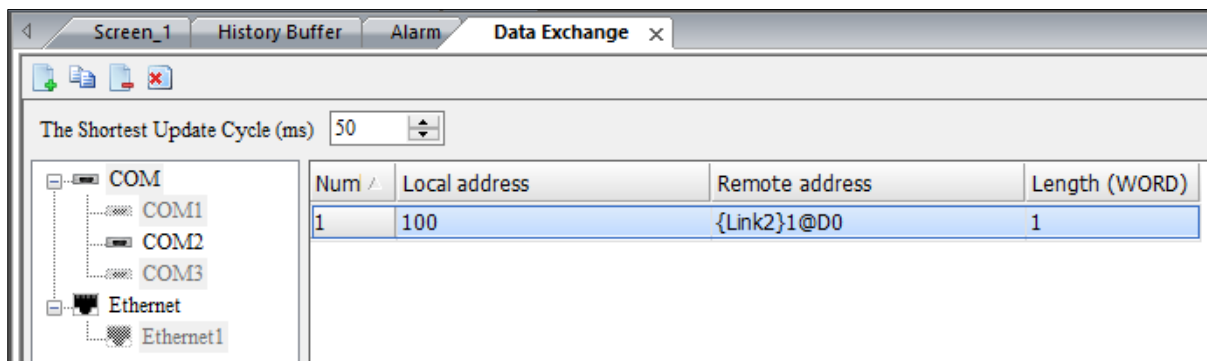 Screen_1 History Buffer Alarm Data Exchange
The Shortest Update Cycle (ms) 50
COM
COM1
COM2
COM3
Ethernet
Ethernet1
Num Local address Remote address Length (WORD)
1 100 {Link2}1@D0 1